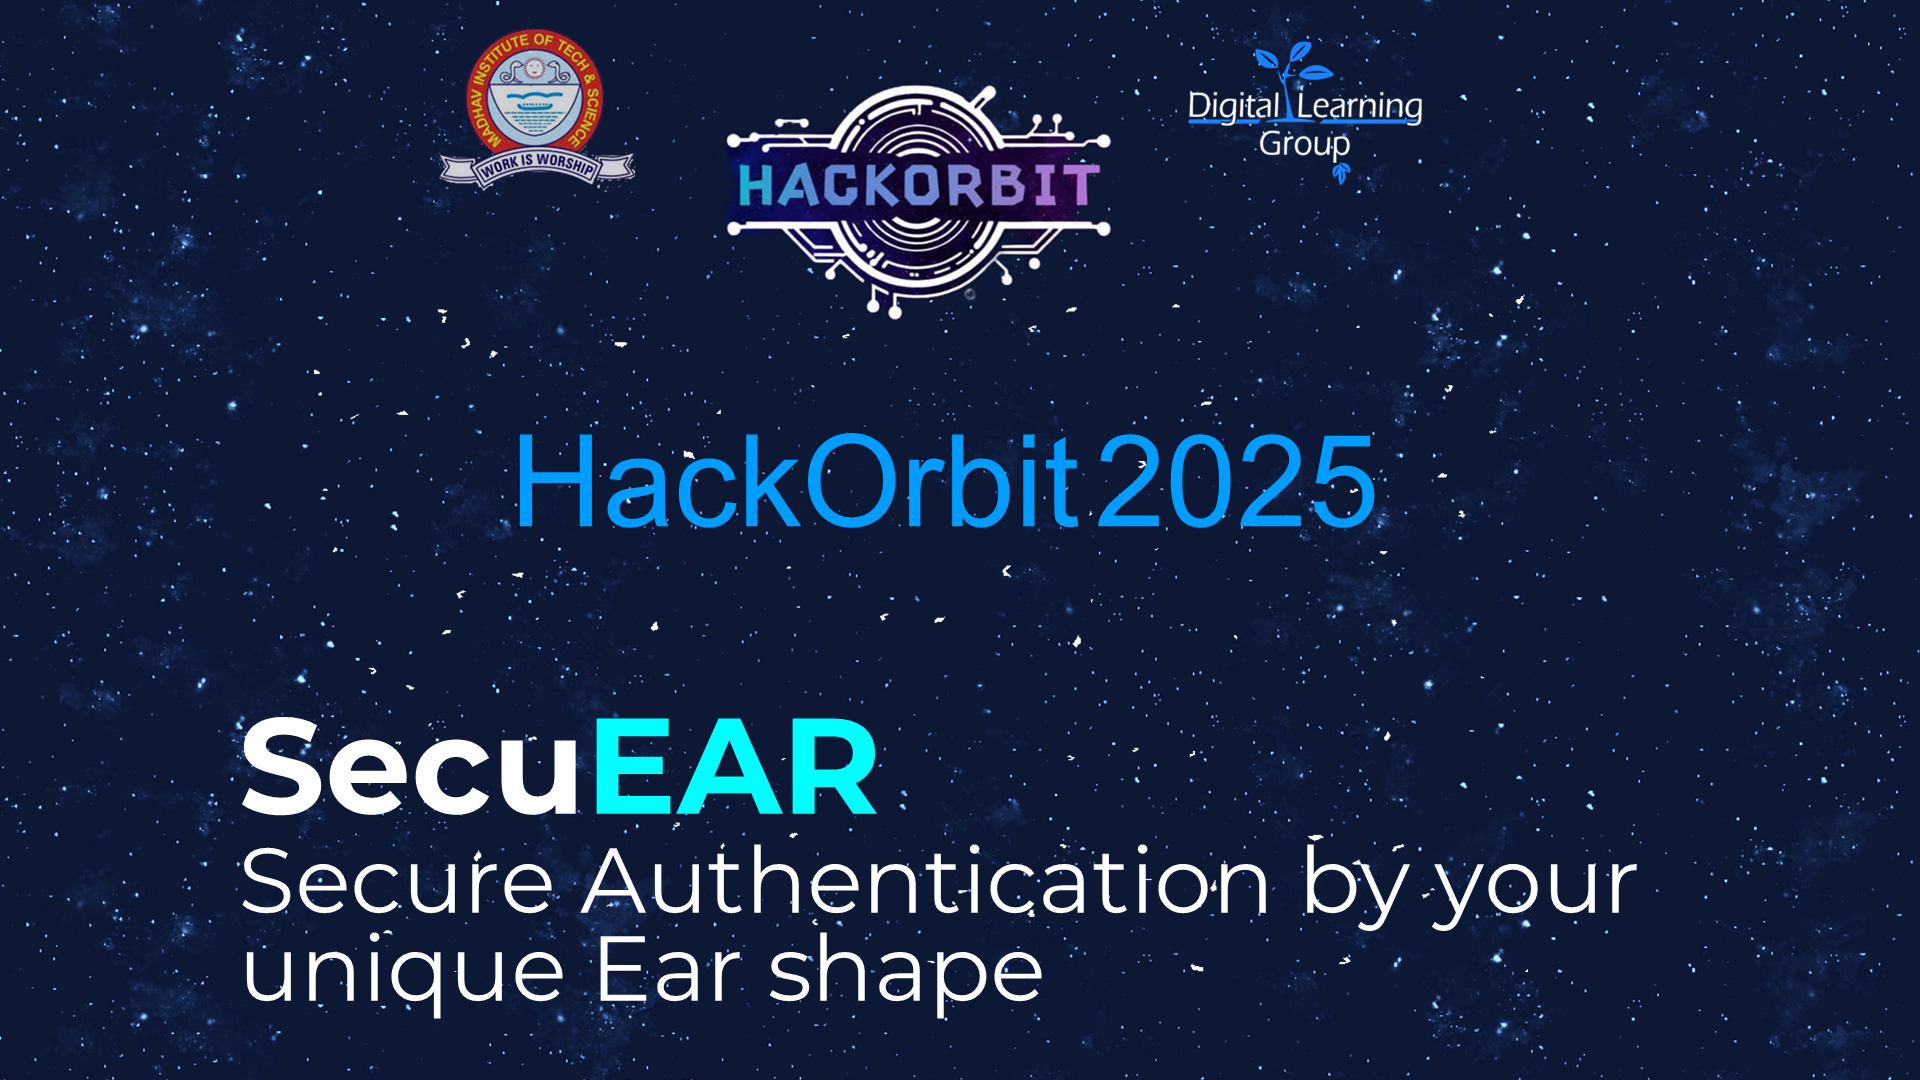 MADHAV INSTITUTE OF TECH & SCIENCE
WORK IS WORSHIP
HACKORBIT
Digital Learning
Group
HackOrbit 2025
SecuEAR
Secure Authentication by your
unique Ear shape